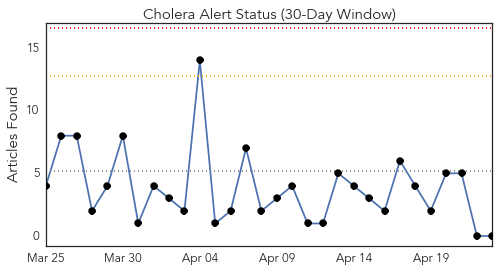 Cholera Alert Status (30-Day Window)
Articles Found
15
10
5
0
Mar 25
Mar 30
Apr 04
Apr 09
Apr 14
Apr 19